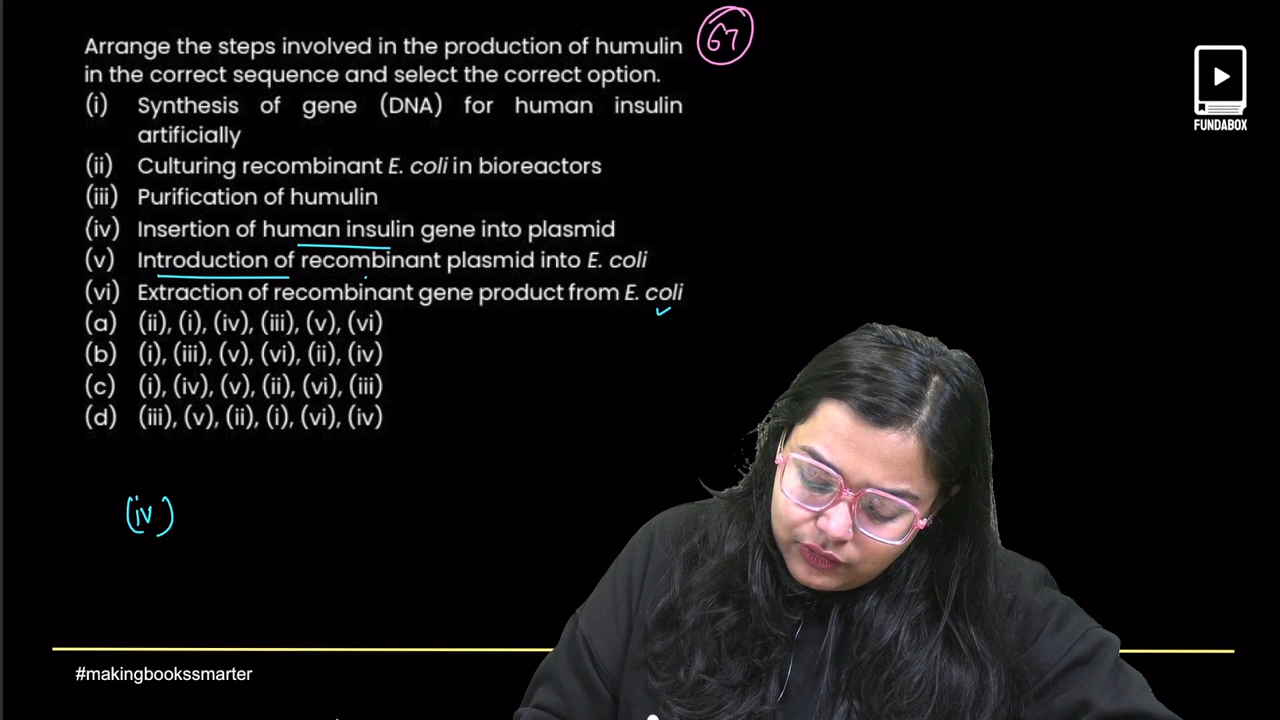 Arrange the steps involved in the production of humulin
in the correct sequence and select the correct option.
67
(i) Synthesis of gene (DNA) for human insulin
artificially
(ii) Culturing recombinant E. coli in bioreactors
(iii) Purification of humulin
(iv) Insertion of human insulin gene into plasmid
(v) Introduction of recombinant plasmid into E. coli
(vi) Extraction of recombinant gene product from E. coli
(a) (ii), (i), (iv), (iii), (v), (vi)
(b) (i), (iii), (v), (vi), (ii), (iv)
(c) (i), (iv), (v), (ii), (vi), (iii)
(d) (iii), (v), (ii), (i), (vi), (iv)
FUNDABOX
(iv)
#makingbookssmarter